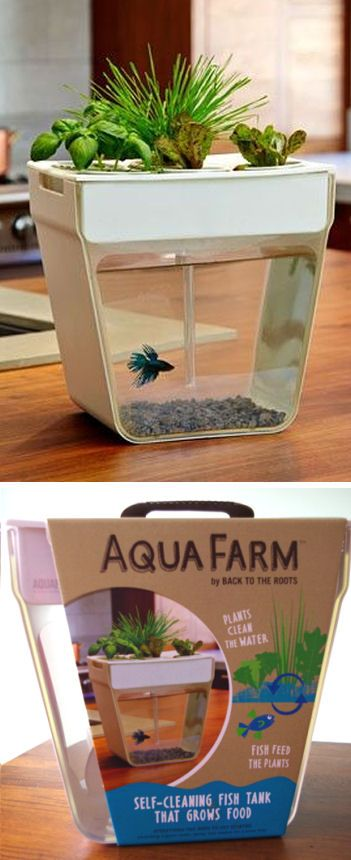 AQUA FARM™
by BACK TO THE ROOTS
PLANTS
CLEAN
THE WATER
FISH FEED
THE PLANTS
SELF-CLEANING FISH TANK
THAT GROWS FOOD